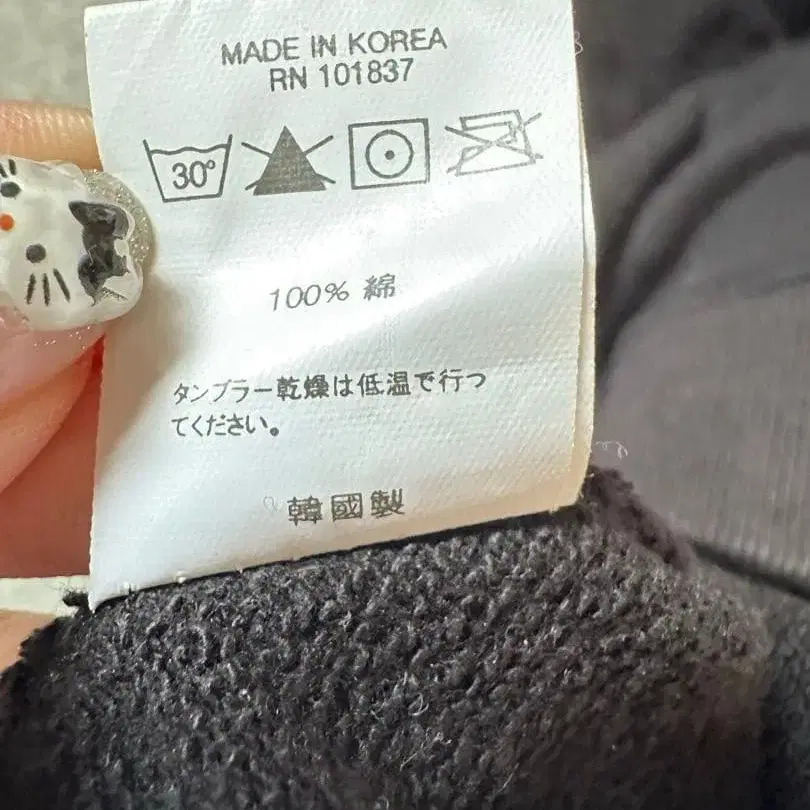 MADE IN KOREA
RN 101837
30°
100% 綿
タンブラー乾燥は低温で行っ
てください。
韓國製